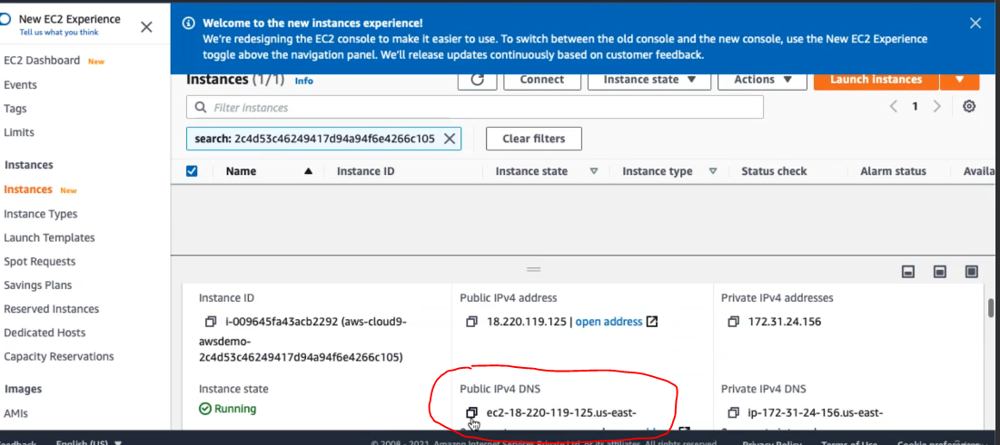 New EC2 Experience
Tell us what you think
EC2 Dashboard New
Events
Tags
Limits
Instances
Instances New
Instance Types
Launch Templates
Spot Requests
Savings Plans
Reserved Instances
Dedicated Hosts
Capacity Reservations
Images
AMIs
Welcome to the new instances experience!
We're redesigning the EC2 console to make it easier to use. To switch between the old console and the new console, use the New EC2 Experience
toggle above the navigation panel. We'll release updates continuously based on customer feedback.
Instances (1/1) Info
Connect
Instance state
Actions
Launch instances
Filter instances
1
search: 2c4d53c46249417d94a94f6e4266c105
Clear filters
Name Instance ID Instance state Instance type Status check Alarm status Availa
Instance ID
i-009645fa43acb2292 (aws-cloud9-
awsdemo-
2c4d53c46249417d94a94f6e4266c105)
Public IPv4 address
18.220.119.125 | open address
Private IPv4 addresses
172.31.24.156
Instance state
Running
Public IPv4 DNS
ec2-18-220-119-125.us-east-
Private IPv4 DNS
ip-172-31-24-156.us-east-
Feedback English (US) © 2008 - 2021, Amazon Internet Services Private Ltd. or its affiliates. All rights reserved. Privacy Policy Terms of Use Cookie preferences